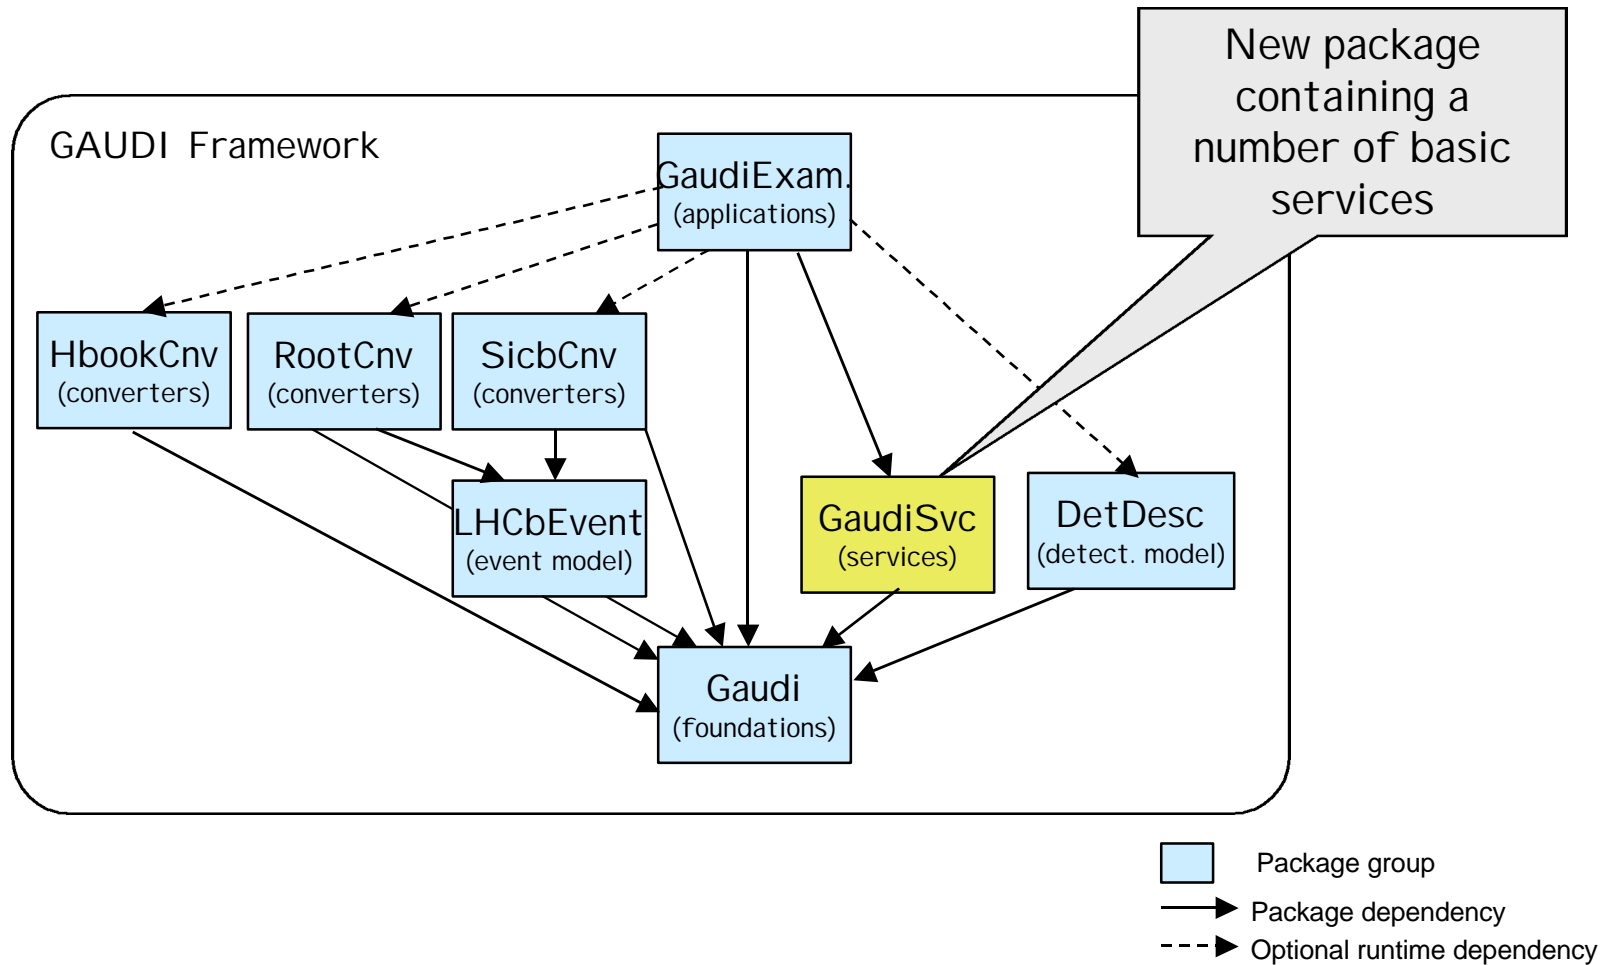 New package
containing a
number of basic
services
GAUDI Framework
GaudiExam.
(applications)
HbookCnv
(converters)
RootCnv
(converters)
SicbCnv
(converters)
LHCbEvent
(event model)
GaudiSvc
(services)
DetDesc
(detect. model)
Gaudi
(foundations)
Package group
Package dependency
Optional runtime dependency